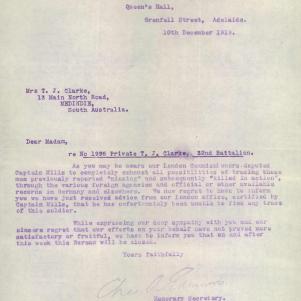 Queen's Hall,
Grenfell Street, Adelaide.
10th December 1919.
Mrs T. J. Clarke,
13 Main North Road,
MEDINDIE,
South Australia.
Dear Madam,
re No 1996 Private T. J. Clarke, 32nd Battalion.
As you may be aware our London Council were deputed
Captain Mills to completely exhaust all possibilities of tracing those
men previously reported "missing" and subsequently "killed in action",
through the various foreign agencies and official or other available
records in Germany and elsewhere. We now regret to have to inform
you we have just received advice from our London office, certified by
Captain Mills, that he has unfortunately been unable to find any trace
of this soldier.
While expressing our deep sympathy with you and our
sincere regret that our efforts on your behalf have not proved more
satisfactory or fruitful, we have to inform you that on and after
this week this Bureau will be closed.
Yours faithfully
Honorary Secretary.